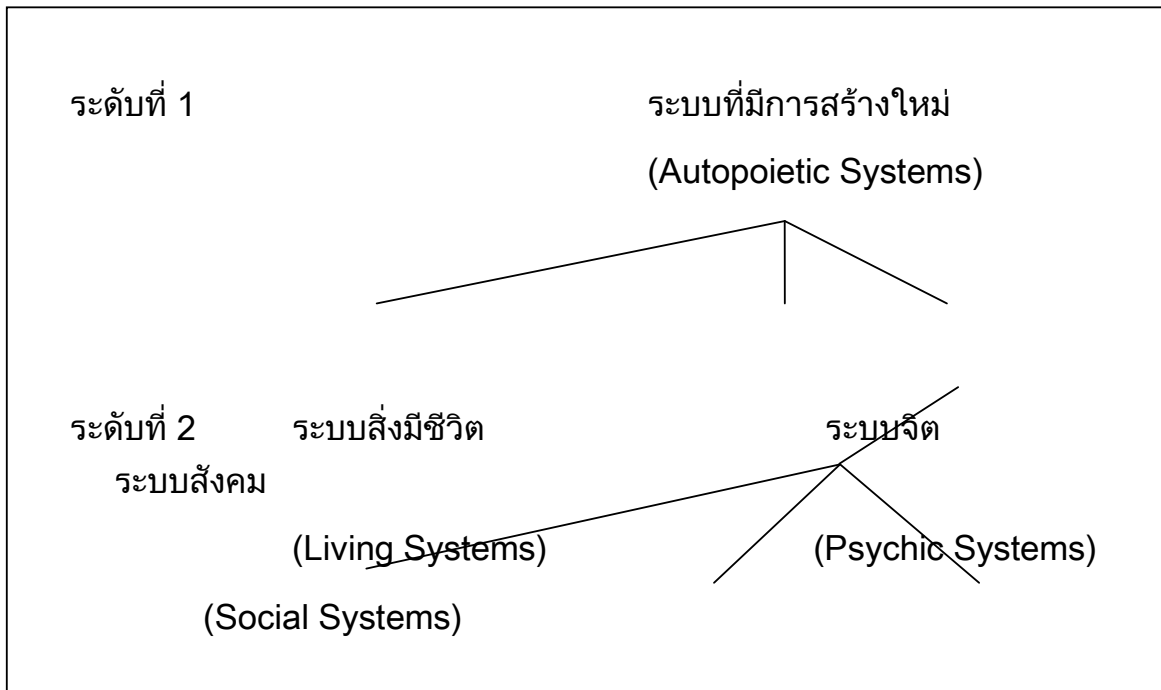 ระดับที่ 1 ระบบที่มีการสร้างใหม่
(Autopoietic Systems)
ระดับที่ 2 ระบบสิ่งมีชีวิต ระบบจิต
ระบบสังคม
(Living Systems) (Psychic Systems)
(Social Systems)